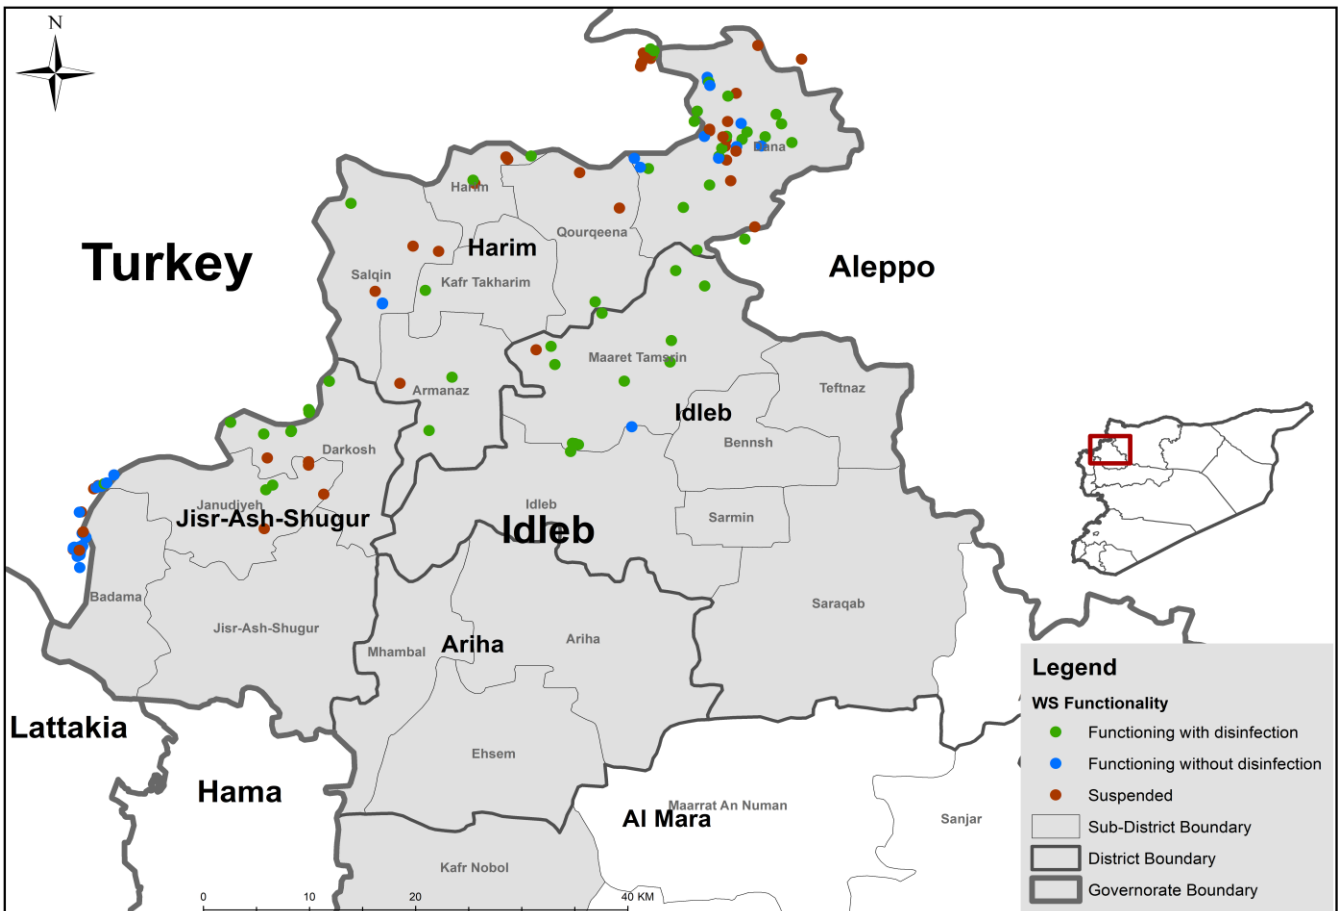 N
Dana
Harim
Turkey
Harim
Qourqeena
Aleppo
Salqin
Kafr Takharim
Maaret Tamsrin
Armanaz
Teftnaz
Idleb
Bennsh
Darkosh
Janudiyeh
Jisr-Ash-Shugur
Idleb
Idleb
Sarmin
Badama
Saraqab
Jisr-Ash-Shugur
Mhambal
Ariha
Ariha
Lattakia
Ehsem
Hama
Maarrat An Numan
Al Mara
Sanjar
Kafr Nobol
0 10 20 40 KM
Legend
WS Functionality
Functioning with disinfection
Functioning without disinfection
Suspended
Sub-District Boundary
District Boundary
Governorate Boundary